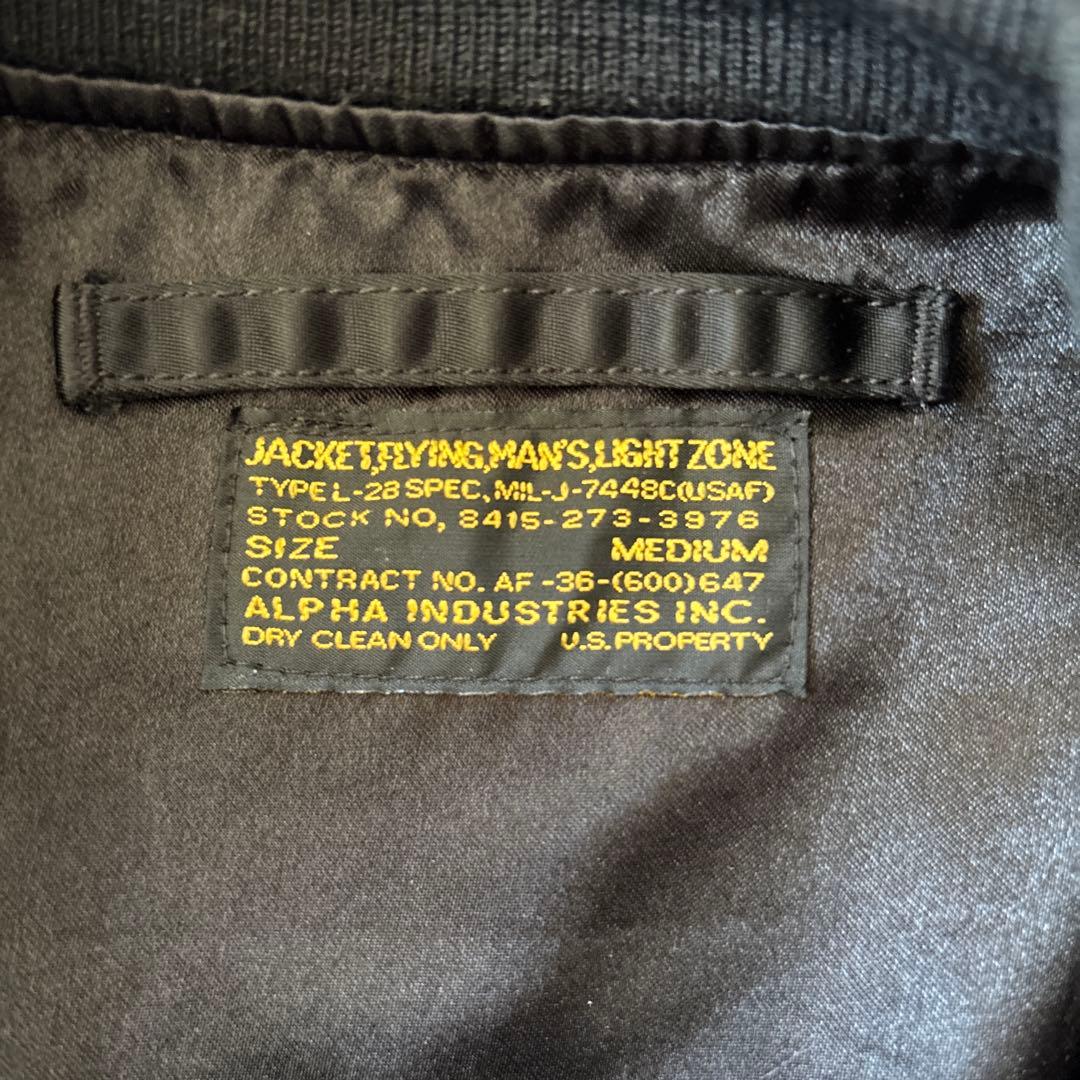 JACKET,FLYING,MAN'S,LIGHT ZONE
TYPE L-2B SPEC, MIL-J-7448C(USAF)
STOCK NO, 8415-273-3976
SIZE MEDIUM
CONTRACT NO. AF -36-(600)647
ALPHA INDUSTRIES INC.
DRY CLEAN ONLY U.S. PROPERTY